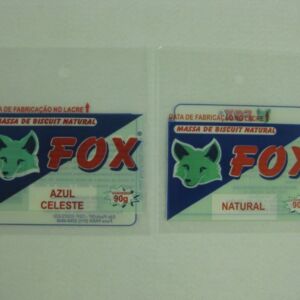 DATA DE FABRICAÇÃO NO LACRE
MASSA DE BISCUIT NATURAL
FOX
AZUL
CELESTE
90g
DATA DE FABRICAÇÃO NO LACRE
MASSA DE BISCUIT NATURAL
FOX
NATURAL
90